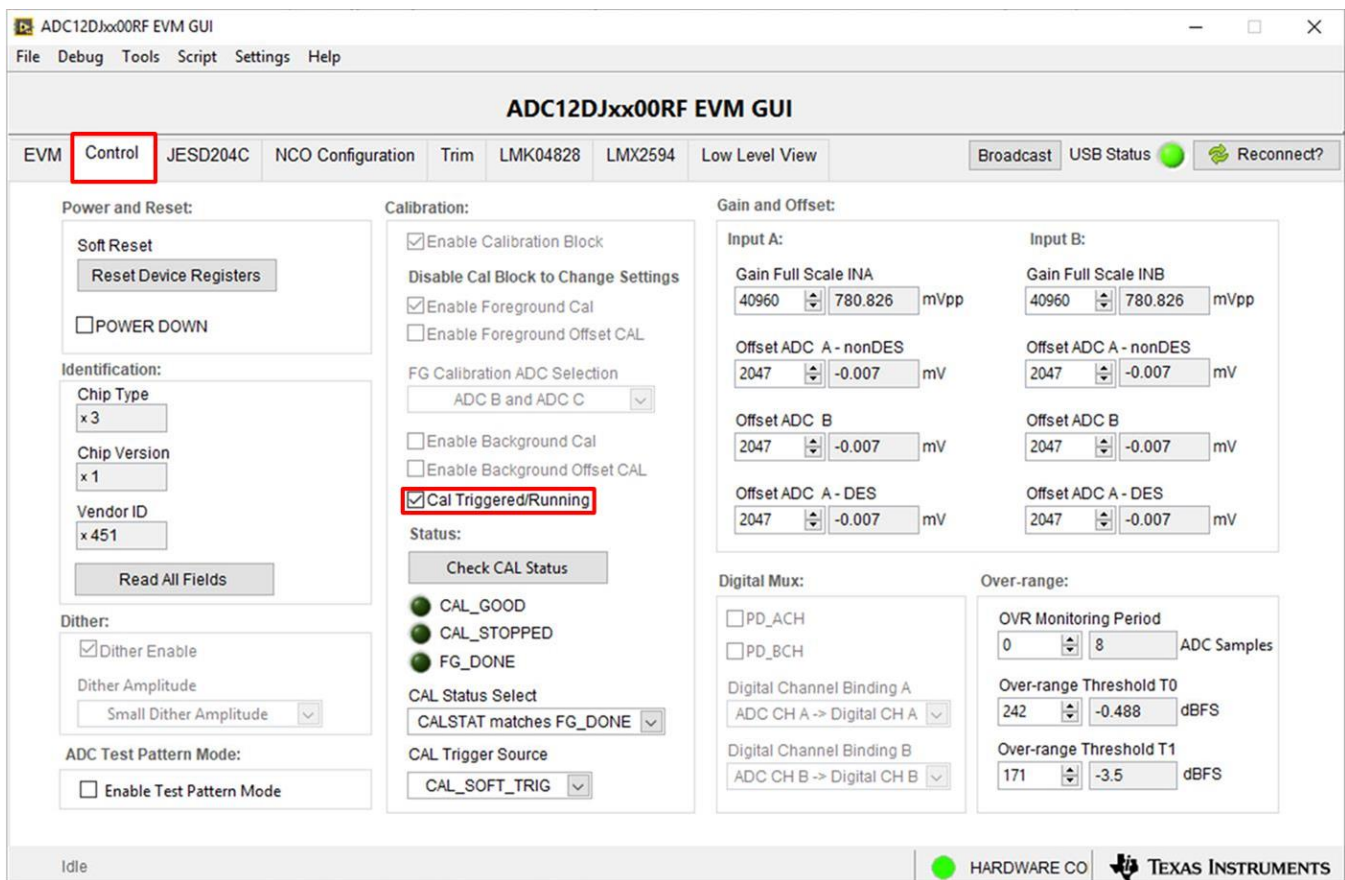 ADC12DJxx00RF EVM GUI
File Debug Tools Script Settings Help
ADC12DJxx00RF EVM GUI
EVM Control JESD204C NCO Configuration Trim LMK04828 LMX2594 Low Level View Broadcast USB Status Reconnect?
Power and Reset:
Soft Reset
Reset Device Registers
POWER DOWN
Identification:
Chip Type
x 3
Chip Version
x 1
Vendor ID
x 451
Read All Fields
Dither:
Dither Enable
Dither Amplitude
Small Dither Amplitude
ADC Test Pattern Mode:
Enable Test Pattern Mode
Calibration:
Enable Calibration Block
Disable Cal Block to Change Settings
Enable Foreground Cal
Enable Foreground Offset CAL
FG Calibration ADC Selection
ADC B and ADC C
Enable Background Cal
Enable Background Offset CAL
Cal Triggered/Running
Status:
Check CAL Status
CAL_GOOD
CAL_STOPPED
FG_DONE
CAL Status Select
CALSTAT matches FG_DONE
CAL Trigger Source
CAL_SOFT_TRIG
Gain and Offset:
Input A:
Gain Full Scale INA
40960 780.826 mVpp
Offset ADC A - nonDES
2047 -0.007 mV
Offset ADC B
2047 -0.007 mV
Offset ADC A - DES
2047 -0.007 mV
Input B:
Gain Full Scale INB
40960 780.826 mVpp
Offset ADC A - nonDES
2047 -0.007 mV
Offset ADC B
2047 -0.007 mV
Offset ADC A - DES
2047 -0.007 mV
Digital Mux:
PD_ACH
PD_BCH
Digital Channel Binding A
ADC CH A -> Digital CH A
Digital Channel Binding B
ADC CH B -> Digital CH B
Over-range:
OVR Monitoring Period
0 8 ADC Samples
Over-range Threshold T0
242 -0.488 dBFS
Over-range Threshold T1
171 -3.5 dBFS
Idle HARDWARE CO TEXAS INSTRUMENTS